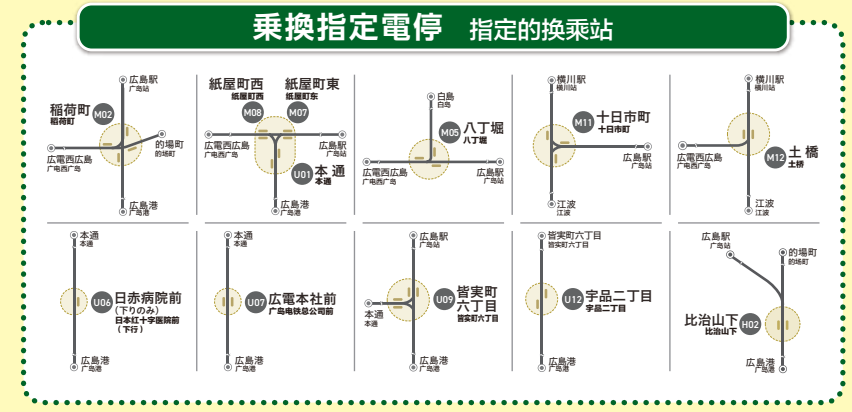 乗換指定電停 指定的换乘站
広島駅
广岛站
稲荷町
稻荷町
M02
的場町
的场町
広電西広島
广电西广岛
広島港
广岛港
紙屋町西
纸屋町西
M08
紙屋町東
纸屋町东
M07
広電西広島
广电西广岛
広島駅
广岛站
U01
本通
本通
広島港
广岛港
白島
白岛
M05
八丁堀
八丁堀
広電西広島
广电西广岛
広島駅
广岛站
横川駅
横川站
M11
十日市町
十日市町
広島駅
广岛站
江波
江波
横川駅
横川站
広電西広島
广电西广岛
M12
土橋
土桥
江波
江波
本通
本通
U06
日赤病院前
(下りのみ)
日本红十字医院前
(下行)
広島港
广岛港
本通
本通
U07
広電本社前
广岛电铁总公司前
広島港
广岛港
広島駅
广岛站
本通
本通
U09
皆実町
六丁目
皆实町六丁目
広島港
广岛港
皆実町六丁目
皆实町六丁目
U12
宇品二丁目
宇品二丁目
広島港
广岛港
広島駅
广岛站
的場町
的场町
比治山下
比治山下
H02
広島港
广岛港